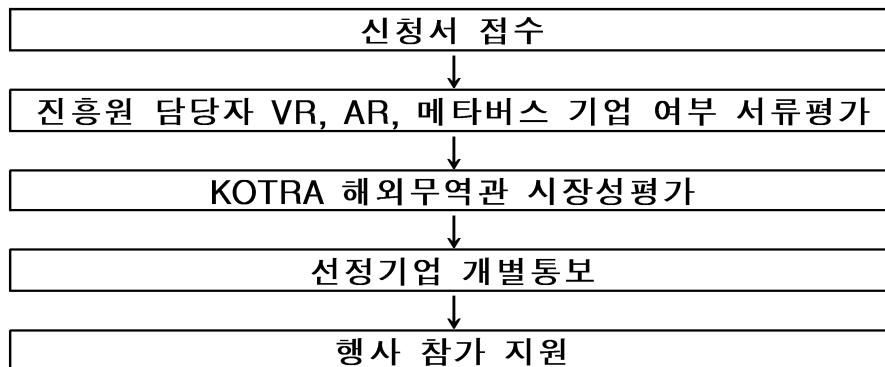 신청서 접수
진흥원 담당자 VR, AR, 메타버스 기업 여부 서류평가
KOTRA 해외무역관 시장성평가
선정기업 개별통보
행사 참가 지원